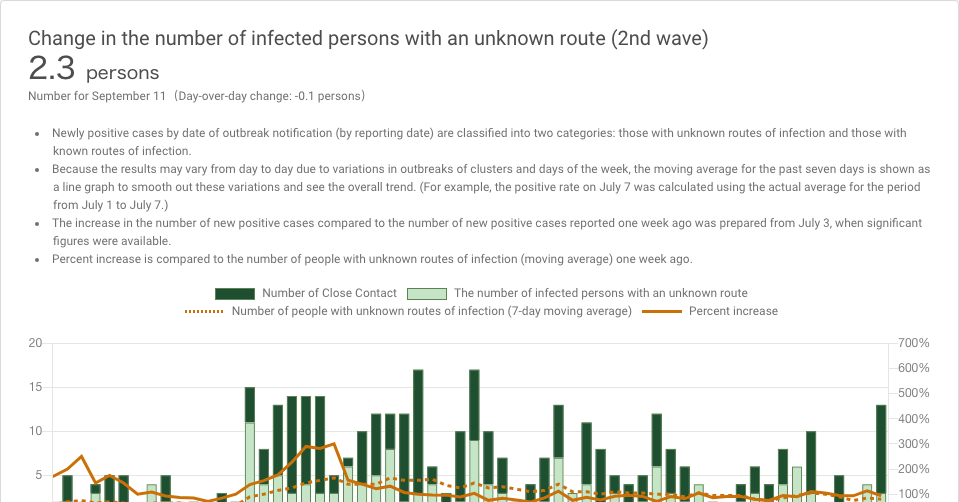 Change in the number of infected persons with an unknown route (2nd wave)
2.3 persons
Number for September 11 （Day-over-day change: -0.1 persons）
Newly positive cases by date of outbreak notification (by reporting date) are classified into two categories: those with unknown routes of infection and those with
known routes of infection.
Because the results may vary from day to day due to variations in outbreaks of clusters and days of the week, the moving average for the past seven days is shown as
a line graph to smooth out these variations and see the overall trend. (For example, the positive rate on July 7 was calculated using the actual average for the period
from July 1 to July 7.)
The increase in the number of new positive cases compared to the number of new positive cases reported one week ago was prepared from July 3, when significant
figures were available.
Percent increase is compared to the number of people with unknown routes of infection (moving average) one week ago.
Number of Close Contact The number of infected persons with an unknown route
Number of people with unknown routes of infection (7-day moving average) Percent increase
20 700%
600%
15
500%
400%
10
300%
200%
5
100%